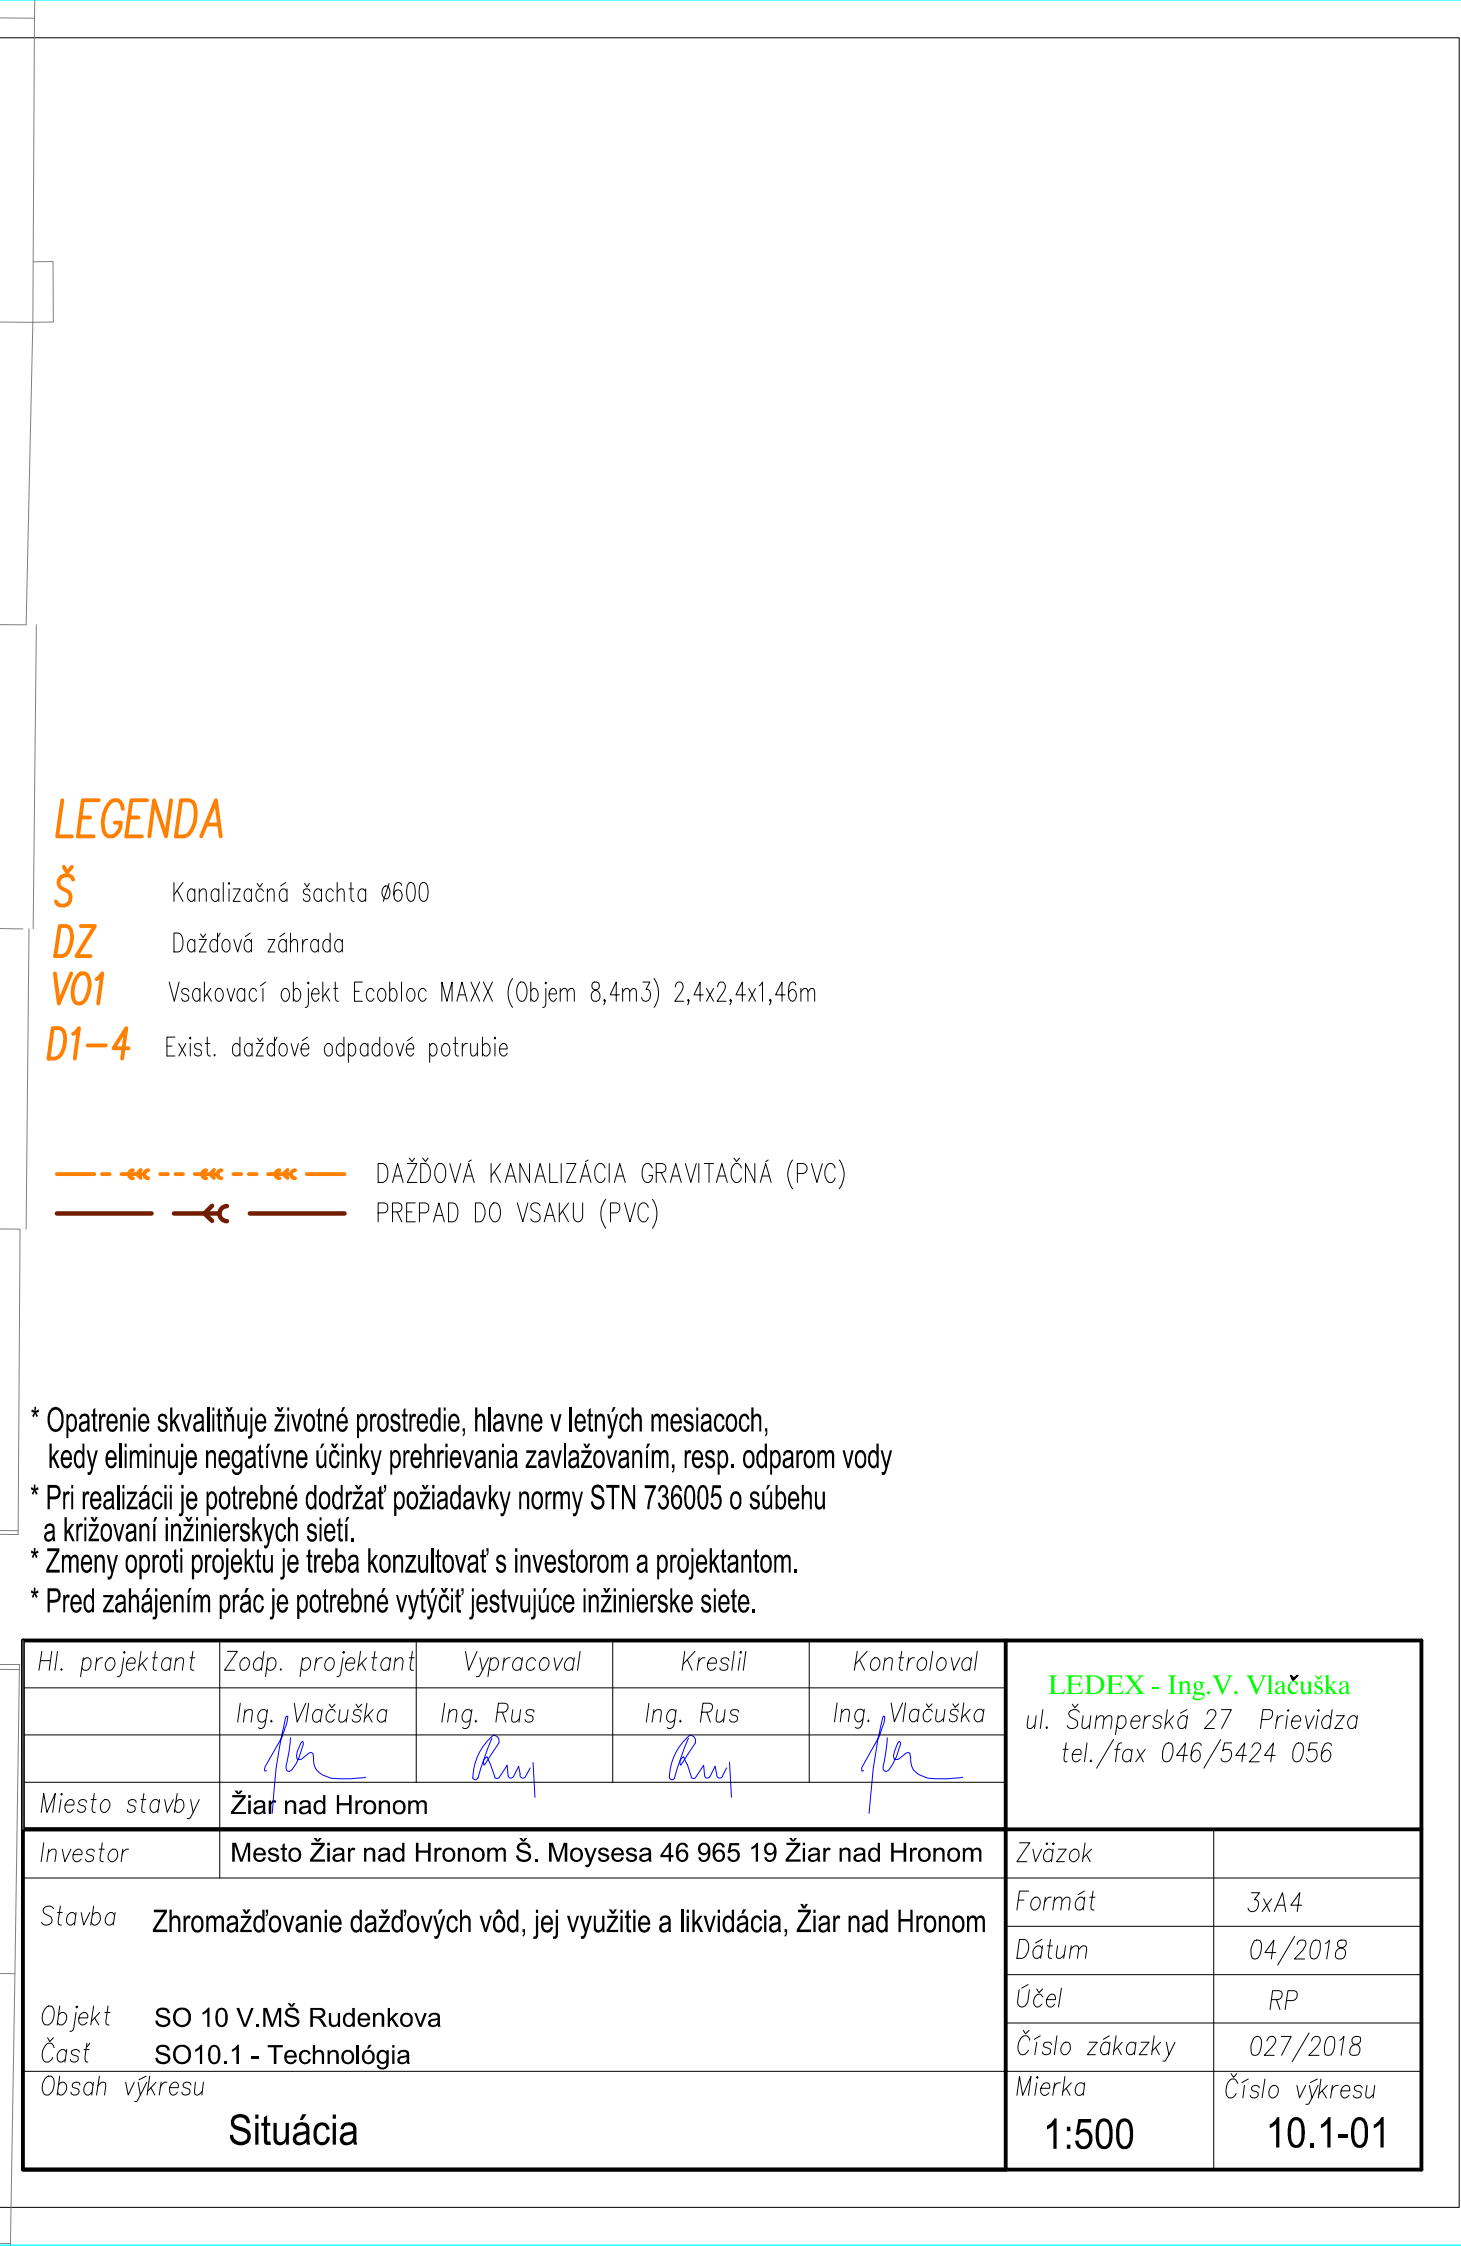 LEGENDA
Š Kanalizačná šachta ø600
DZ Dažďová záhrada
VO1 Vsakovací objekt Ecobloc MAXX (Objem 8,4m3) 2,4x2,4x1,46m
D1-4 Exist. dažďové odpadové potrubie
DAŽĎOVÁ KANALIZÁCIA GRAVITAČNÁ (PVC)
PREPAD DO VSAKU (PVC)
* Opatrenie skvalitňuje životné prostredie, hlavne v letných mesiacoch,
kedy eliminuje negatívne účinky prehrievania zavlažovaním, resp. odparom vody
* Pri realizácii je potrebné dodržať požiadavky normy STN 736005 o súbehu
a križovaní inžinierskych sietí.
* Zmeny oproti projektu je treba konzultovať s investorom a projektantom.
* Pred zahájením prác je potrebné vytýčiť jestvujúce inžinierske siete.
Hl. projektant Zodp. projektant Vypracoval Kreslil Kontroloval
Ing. Vlačuška Ing. Rus Ing. Rus Ing. Vlačuška
LEDEX - Ing.V. Vlačuška
ul. Šumperská 27 Prievidza
tel./fax 046/5424 056
Miesto stavby Žiar nad Hronom
Investor Mesto Žiar nad Hronom Š. Moysesa 46 965 19 Žiar nad Hronom
Stavba Zhromažďovanie dažďových vôd, jej využitie a likvidácia, Žiar nad Hronom
Objekt SO 10 V.MŠ Rudenkova
Časť SO10.1 - Technológia
Obsah výkresu
Situácia
Zväzok
Formát 3xA4
Dátum 04/2018
Účel RP
Číslo zákazky 027/2018
Mierka Číslo výkresu
1:500 10.1-01